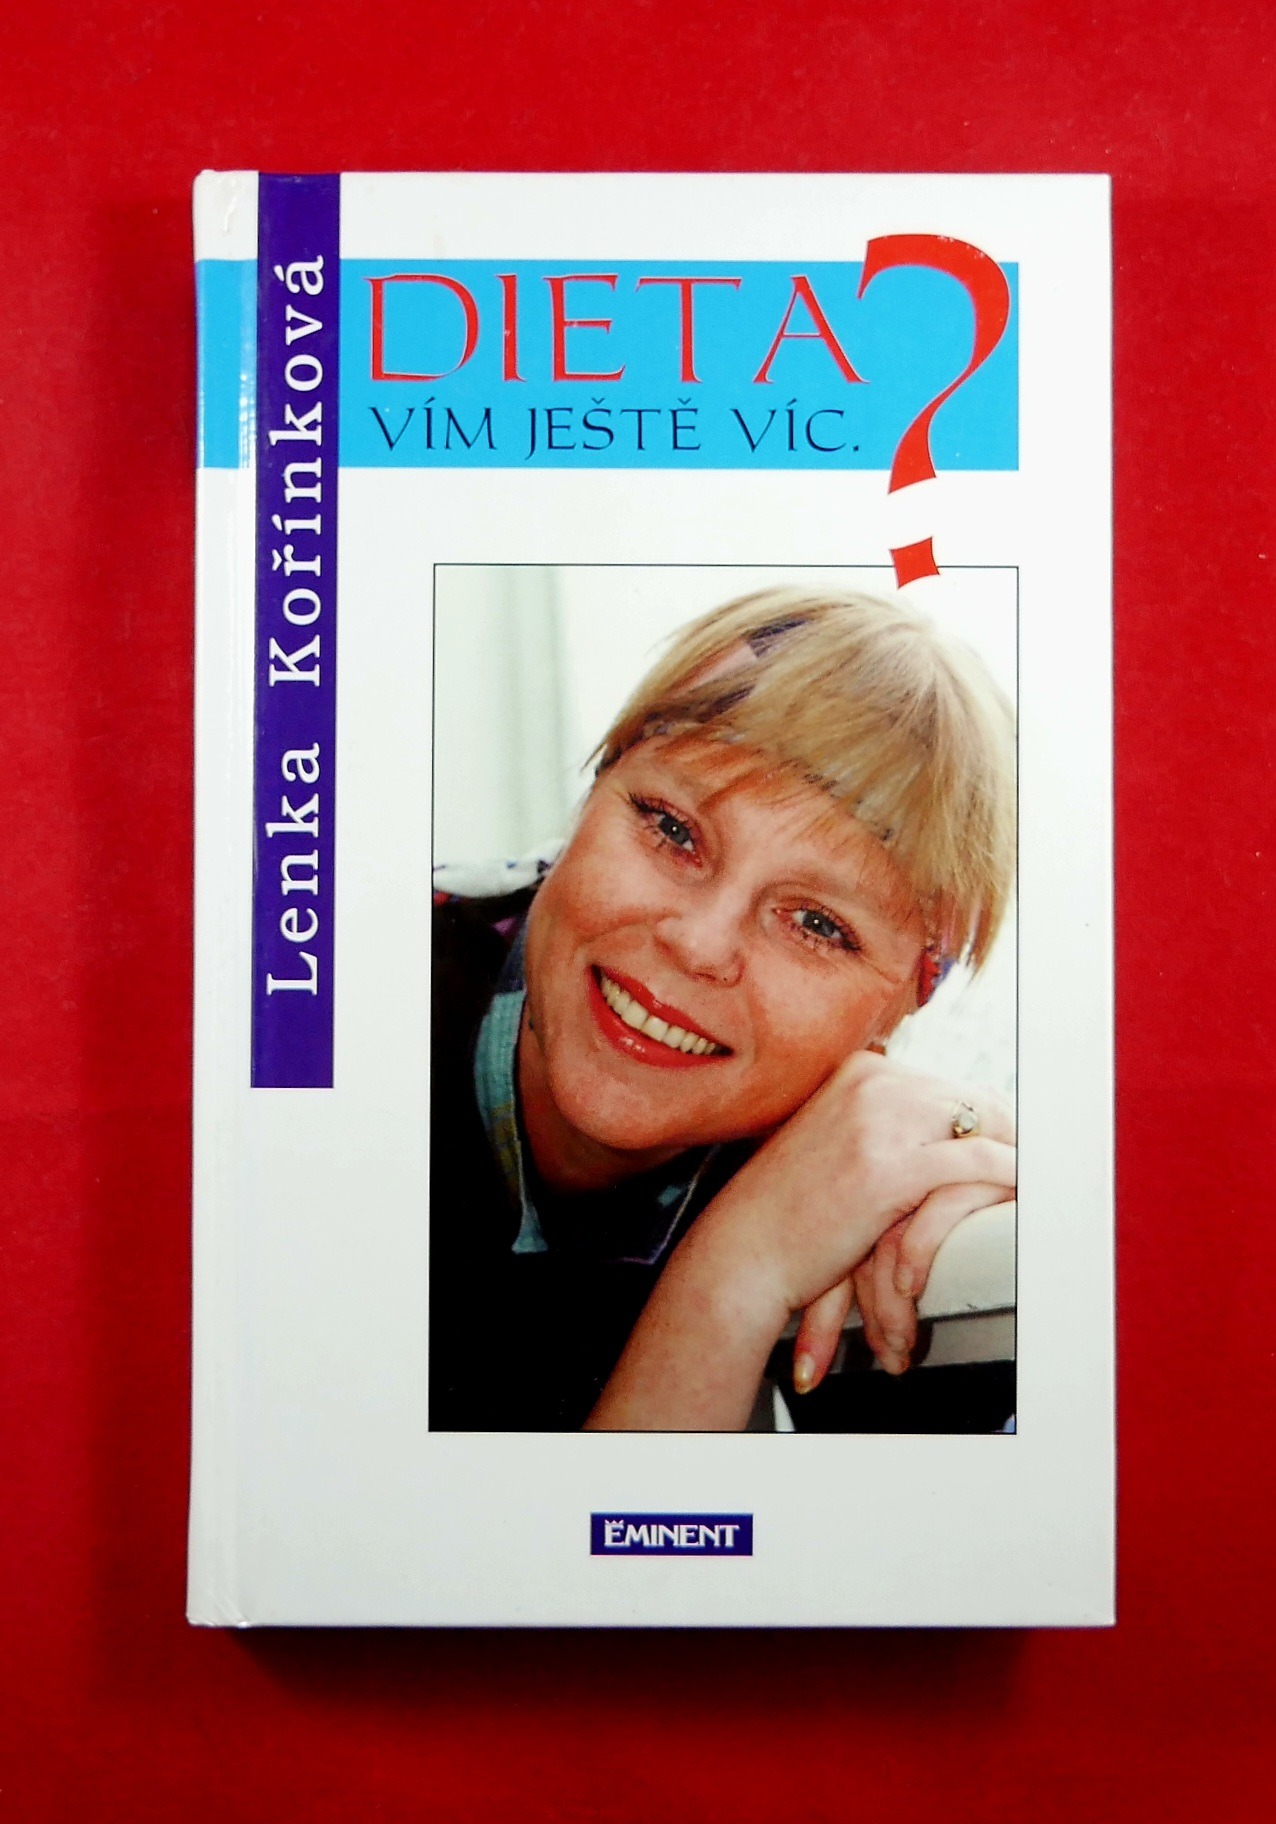 Lenka Kořínková
DIETA?
VÍM JEŠTĚ VÍC.
EMINENT